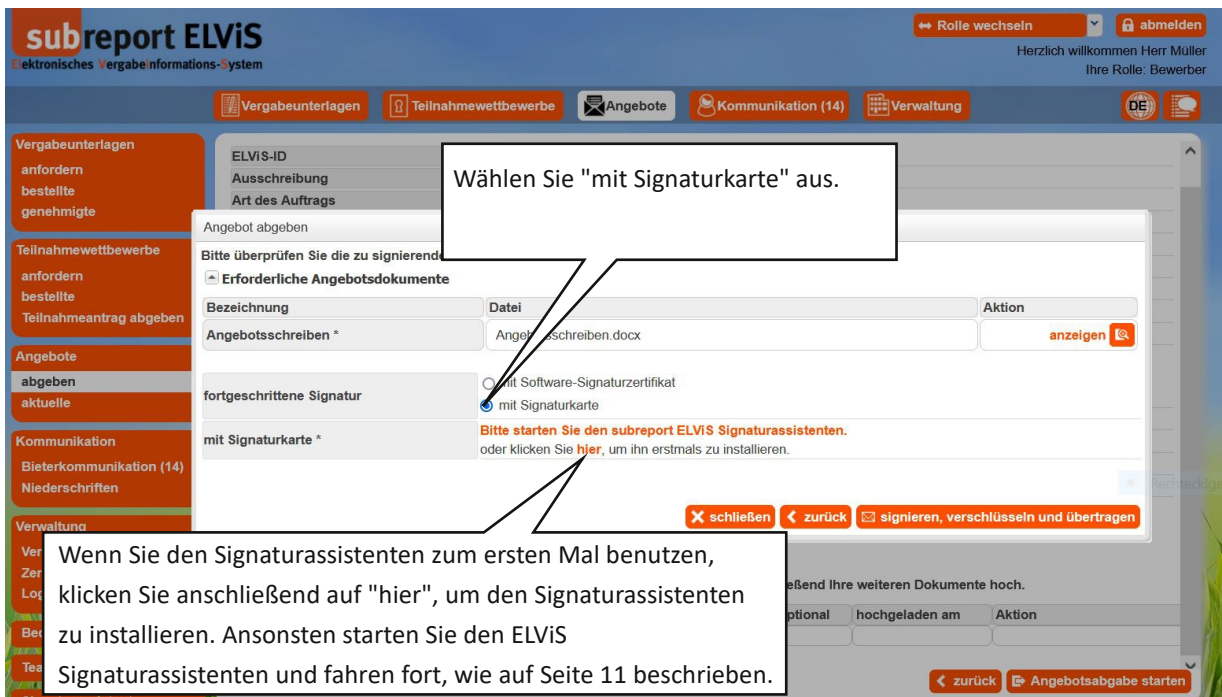 subreport ELViS
Elektronisches Vergabeinformations-System
Rolle wechseln
abmelden
Herzlich willkommen Herr Müller
Ihre Rolle: Bewerber
Vergabeunterlagen
Teilnahmewettbewerbe
Angebote
Kommunikation (14)
Verwaltung
DE
Vergabeunterlagen
anfordern
bestellte
genehmigte
Teilnahmewettbewerbe
anfordern
bestellte
Teilnahmeantrag abgeben
Angebote
abgeben
aktuelle
Kommunikation
Bieterkommunikation (14)
Niederschriften
Verwaltung
ELViS-ID
Ausschreibung
Art des Auftrags
Wählen Sie "mit Signaturkarte" aus.
Angebot abgeben
Bitte überprüfen Sie die zu
Erforderliche Angebotsdokumente
Bezeichnung
Datei
Aktion
Angebotsschreiben *
Angebotsschreiben.docx
anzeigen
fortgeschrittene Signatur
mit Software-Signaturzertifikat
mit Signaturkarte
mit Signaturkarte *
Bitte starten Sie den subreport ELViS Signaturassistenten.
oder klicken Sie hier, um ihn erstmals zu installieren.
schließen
zurück
signieren, verschlüsseln und übertragen
Wenn Sie den Signaturassistenten zum ersten Mal benutzen,
klicken Sie anschließend auf "hier", um den Signaturassistenten
zu installieren. Ansonsten starten Sie den ELViS
Signaturassistenten und fahren fort, wie auf Seite 11 beschrieben.
Ihre weiteren Dokumente hoch.
hochgeladen am
Aktion
zurück
Angebotsabgabe starten